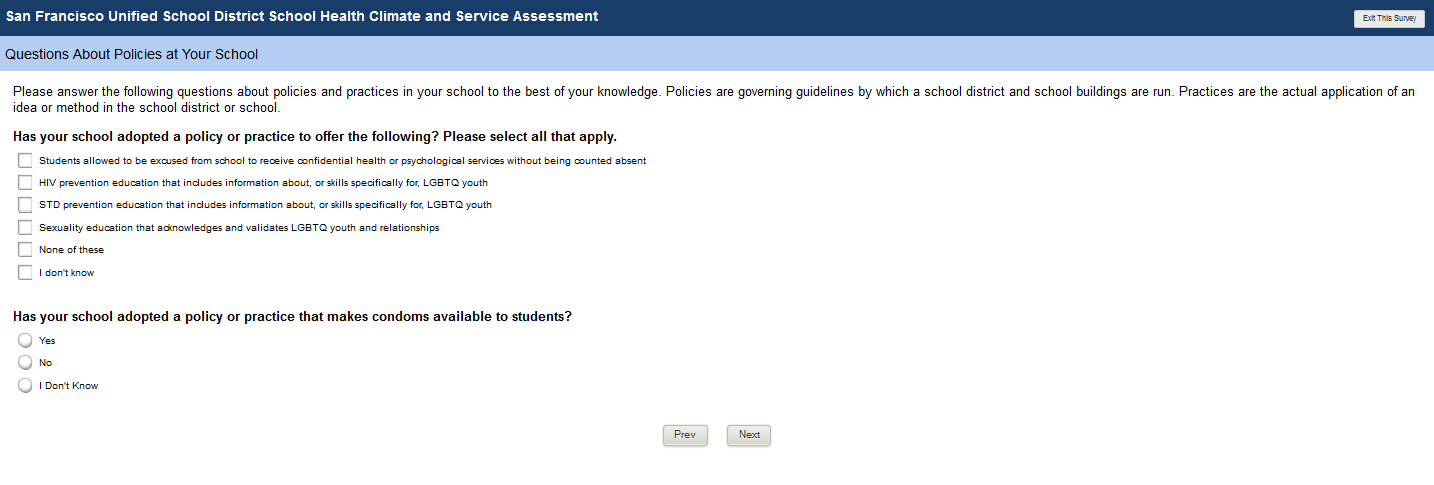 San Francisco Unified School District School Health Climate and Service Assessment
Exit This Survey
Questions About Policies at Your School
Please answer the following questions about policies and practices in your school to the best of your knowledge. Policies are governing guidelines by which a school district and school buildings are run. Practices are the actual application of an
idea or method in the school district or school.
Has your school adopted a policy or practice to offer the following? Please select all that apply.
Students allowed to be excused from school to receive confidential health or psychological services without being counted absent
HIV prevention education that includes information about, or skills specifically for, LGBTQ youth
STD prevention education that includes information about, or skills specifically for, LGBTQ youth
Sexuality education that acknowledges and validates LGBTQ youth and relationships
None of these
I don't know
Has your school adopted a policy or practice that makes condoms available to students?
Yes
No
I Don't Know
Prev
Next